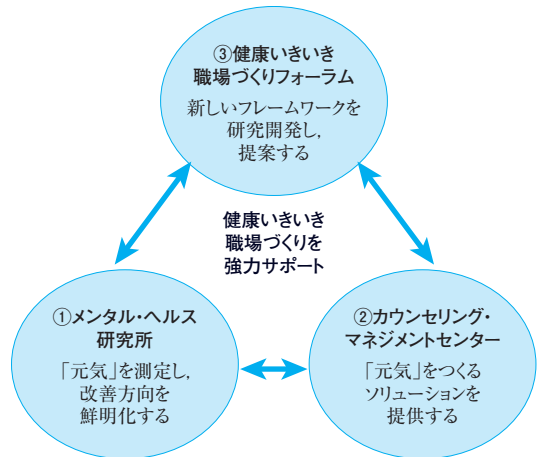 ③健康いきいき
職場づくりフォーラム
新しいフレームワークを
研究開発し，
提案する
健康いきいき
職場づくりを
強力サポート
①メンタル・ヘルス
研究所
「元気」を測定し，
改善方向を
鮮明化する
②カウンセリング・
マネジメントセンター
「元気」をつくる
ソリューションを
提供する